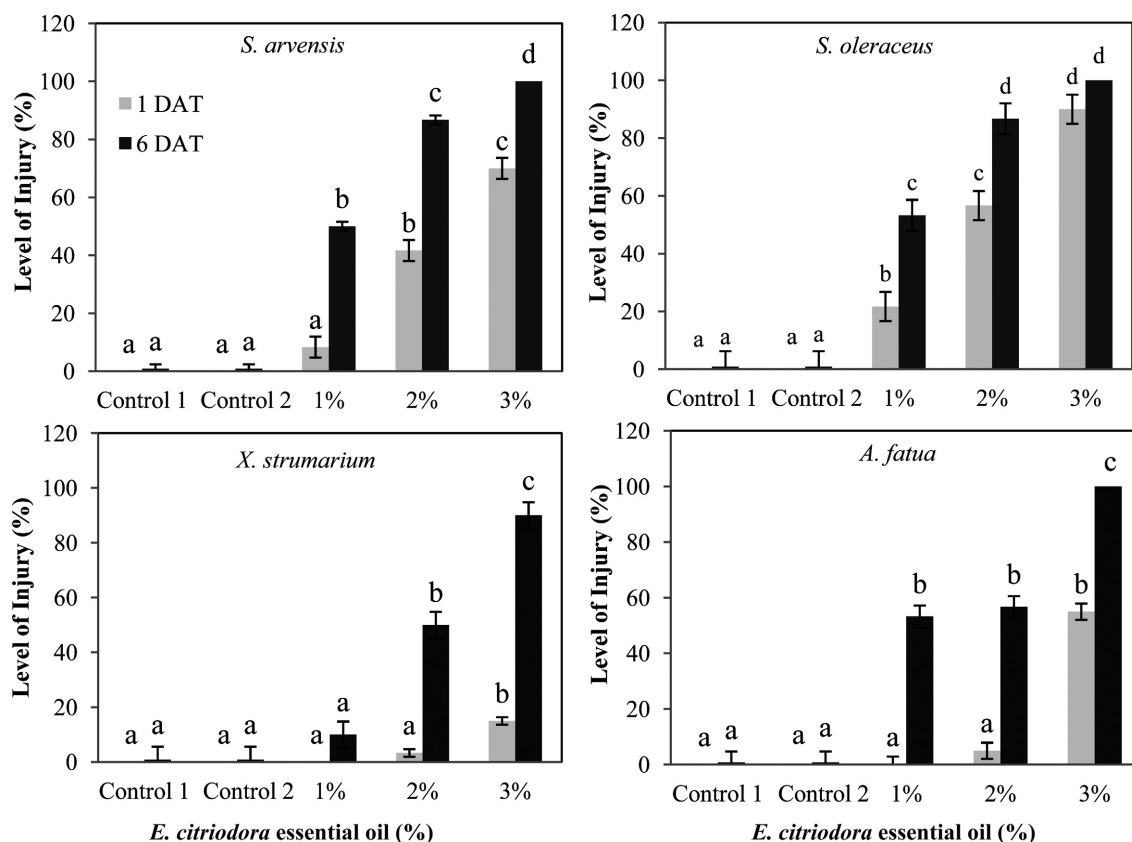 S. arvensis
120
100
80
60
40
20
0
Level of Injury (%)
1 DAT
6 DAT
a a
a a
a b
b c
c d
Control 1 Control 2 1% 2% 3%
S. oleraceus
120
100
80
60
40
20
0
Level of Injury (%)
a a
a a
b c
c d
d d
Control 1 Control 2 1% 2% 3%
X. strumarium
120
100
80
60
40
20
0
Level of Injury (%)
a a
a a
a a
a b
b c
Control 1 Control 2 1% 2% 3%
E. citriodora essential oil (%)
A. fatua
120
100
80
60
40
20
0
Level of Injury (%)
a a
a a
a b
a b
b c
Control 1 Control 2 1% 2% 3%
E. citriodora essential oil (%)